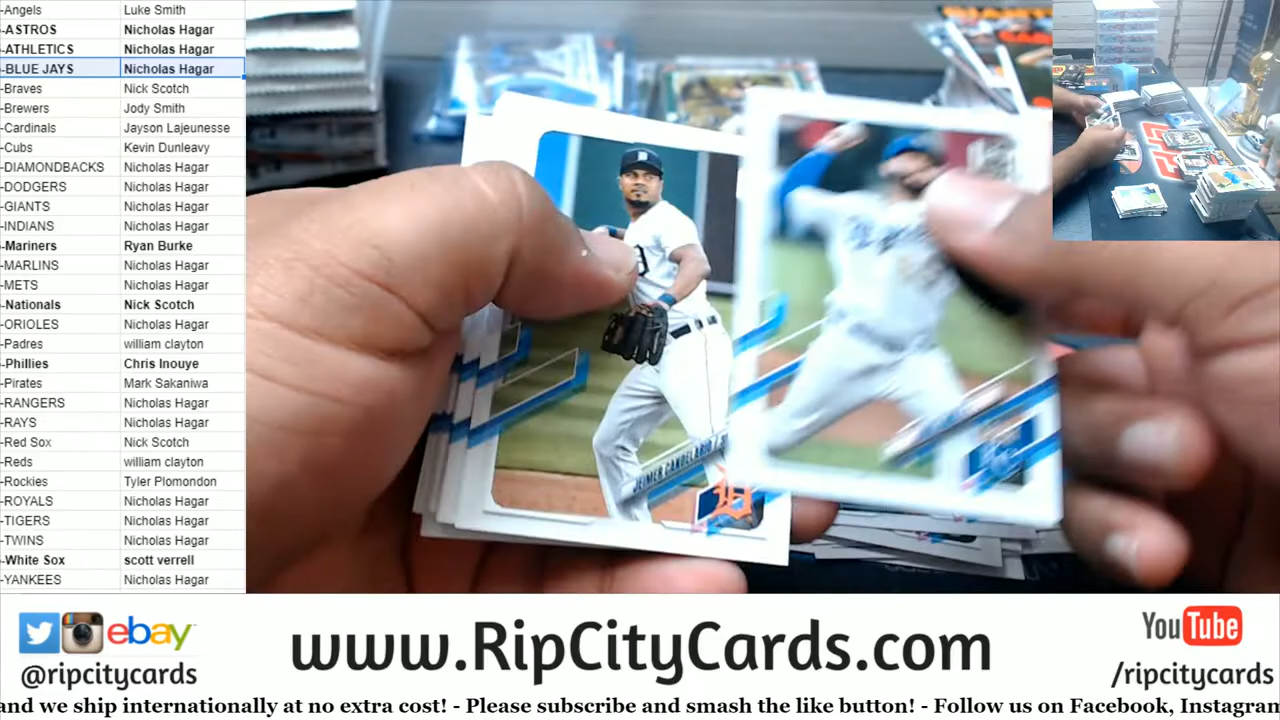 -Angels Luke Smith
-ASTROS Nicholas Hagar
-ATHLETICS Nicholas Hagar
-BLUE JAYS Nicholas Hagar
-Braves Nick Scotch
-Brewers Jody Smith
-Cardinals Jayson Lajeunesse
-Cubs Kevin Dunleavy
-DIAMONDBACKS Nicholas Hagar
-DODGERS Nicholas Hagar
-GIANTS Nicholas Hagar
-INDIANS Nicholas Hagar
-Mariners Ryan Burke
-MARLINS Nicholas Hagar
-METS Nicholas Hagar
-Nationals Nick Scotch
-ORIOLES Nicholas Hagar
-Padres william clayton
-Phillies Chris Inouye
-Pirates Mark Sakaniwa
-RANGERS Nicholas Hagar
-RAYS Nicholas Hagar
-Red Sox Nick Scotch
-Reds william clayton
-Rockies Tyler Plomondon
-ROYALS Nicholas Hagar
-TIGERS Nicholas Hagar
-TWINS Nicholas Hagar
-White Sox scott verrell
-YANKEES Nicholas Hagar
D
JEIMER CANDELARIO
D
ebay
@ripcitycards
www.RipCityCards.com
YouTube
/ripcitycards
and we ship internationally at no extra cost! - Please subscribe and smash the like button! - Follow us on Facebook, Instagram